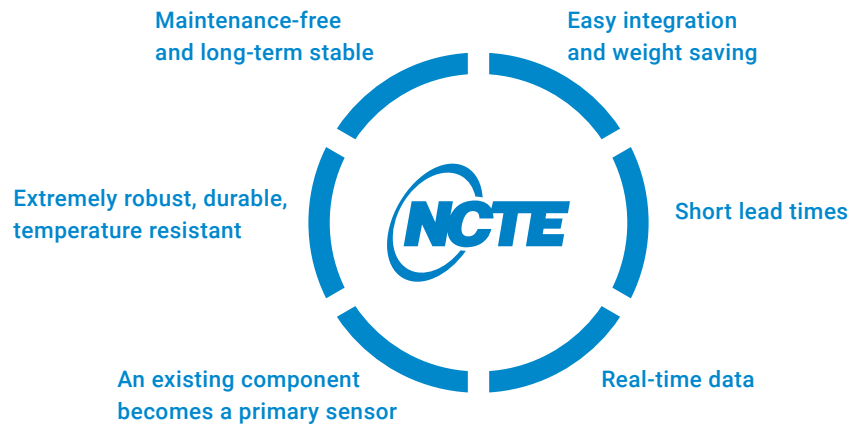 Maintenance-free
and long-term stable
Easy integration
and weight saving
Extremely robust, durable,
temperature resistant
NCTE
Short lead times
An existing component
becomes a primary sensor
Real-time data